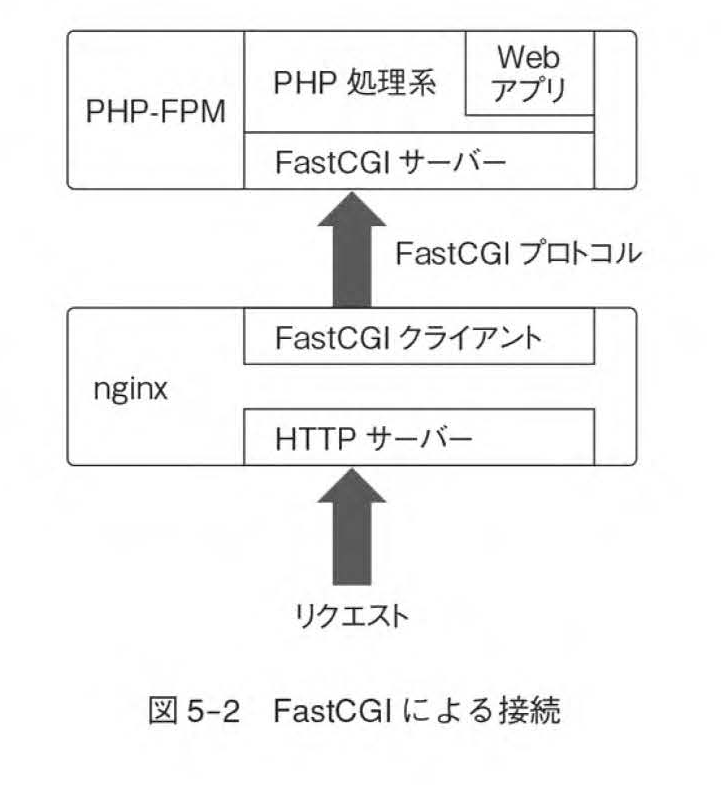 PHP-FPM
PHP 処理系
Web
アプリ
FastCGI サーバー
FastCGI プロトコル
nginx
FastCGI クライアント
HTTP サーバー
リクエスト
図 5-2 FastCGI による接続